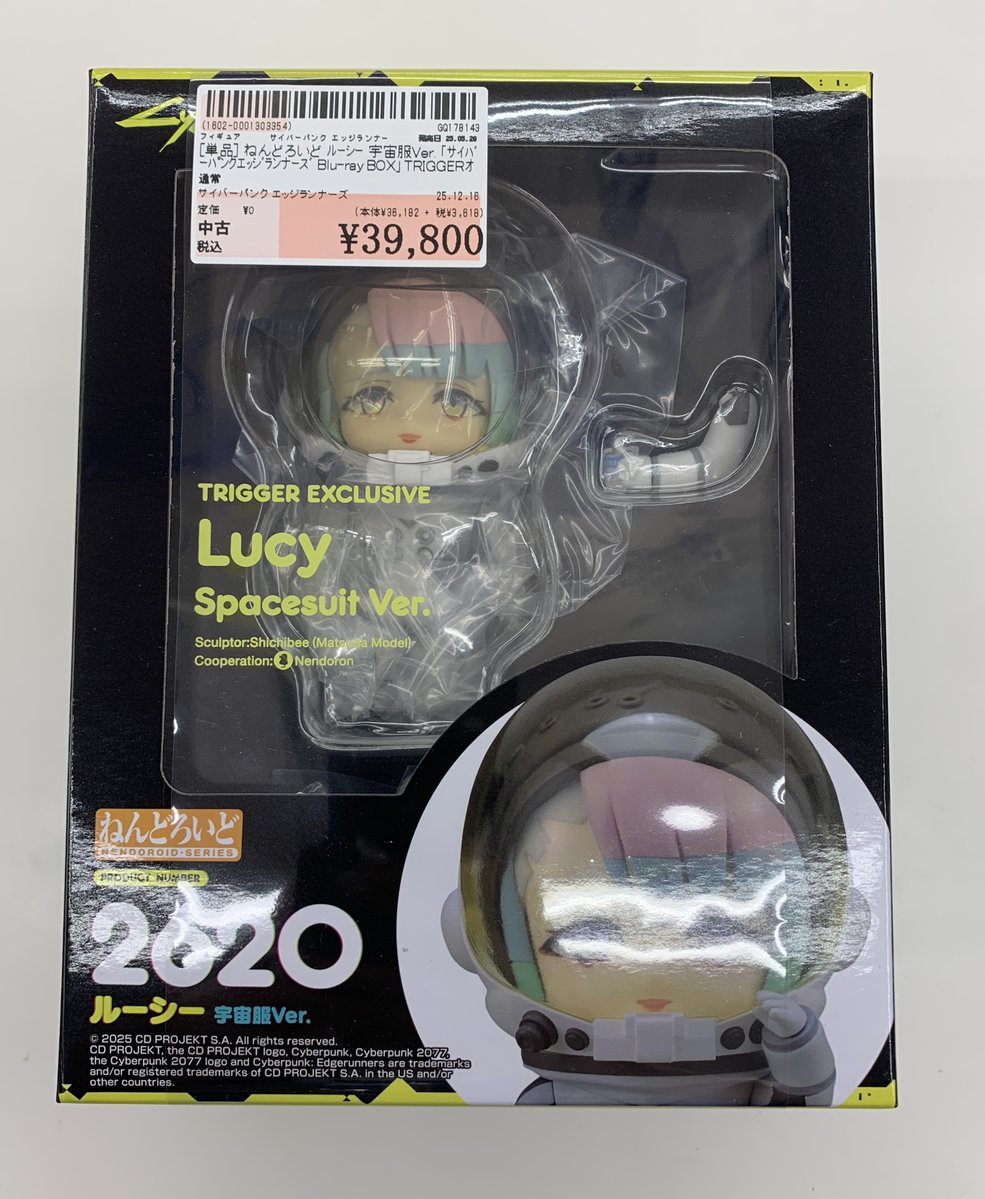 (1602-0001303354)
GQ178143
フィギュア サイバーパンク エッジランナー 発売日 25.05.28
[単品] ねんどろいど ルーシー 宇宙服Ver.「サイバ
ーパンクエッジランナーズ Blu-ray BOX」 TRIGGERオ
通常
サイバーパンク エッジランナーズ 25.12.16
定価 ¥0 (本体¥36,182 + 税¥3,618)
中古
税込
¥39,800
TRIGGER EXCLUSIVE
Lucy
Spacesuit Ver.
Sculptor:Shichibee (Matsuya Model)
Cooperation: Nendoron
ねんどろいど
NENDOROID・SERIES
PRODUCT NUMBER
2620
ルーシー 宇宙服Ver.
© 2025 CD PROJEKT S.A. All rights reserved.
CD PROJEKT, the CD PROJEKT logo, Cyberpunk, Cyberpunk 2077,
the Cyberpunk 2077 logo and Cyberpunk: Edgerunners are trademarks
and/or registered trademarks of CD PROJEKT S.A. in the US and/or
other countries.